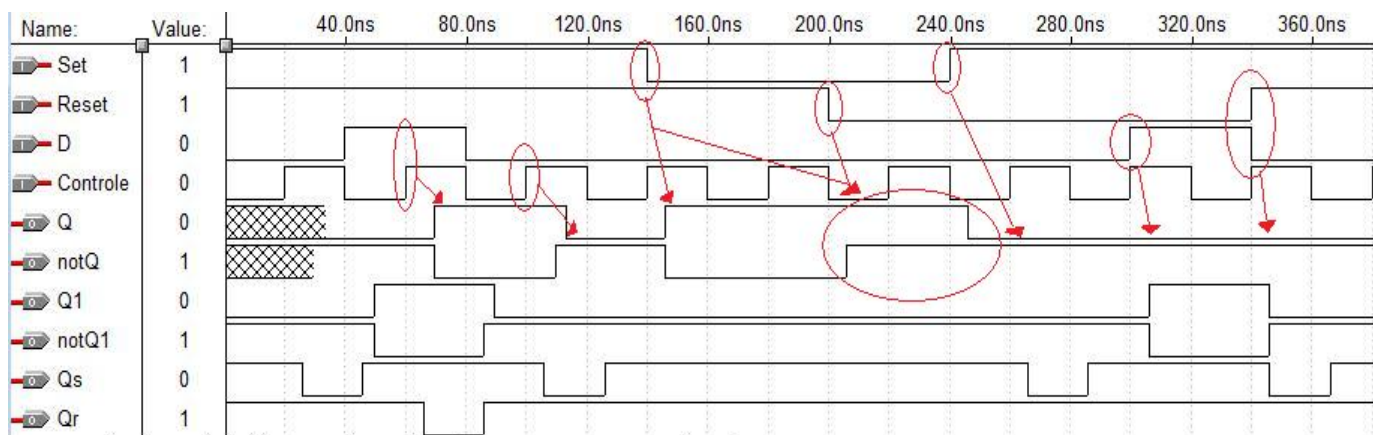 Name: Value: 40.0ns 80.0ns 120.0ns 160.0ns 200.0ns 240.0ns 280.0ns 320.0ns 360.0ns
Set 1
Reset 1
D 0
Controle 0
Q 0
notQ 1
Q1 0
notQ1 1
Qs 0
Qr 1